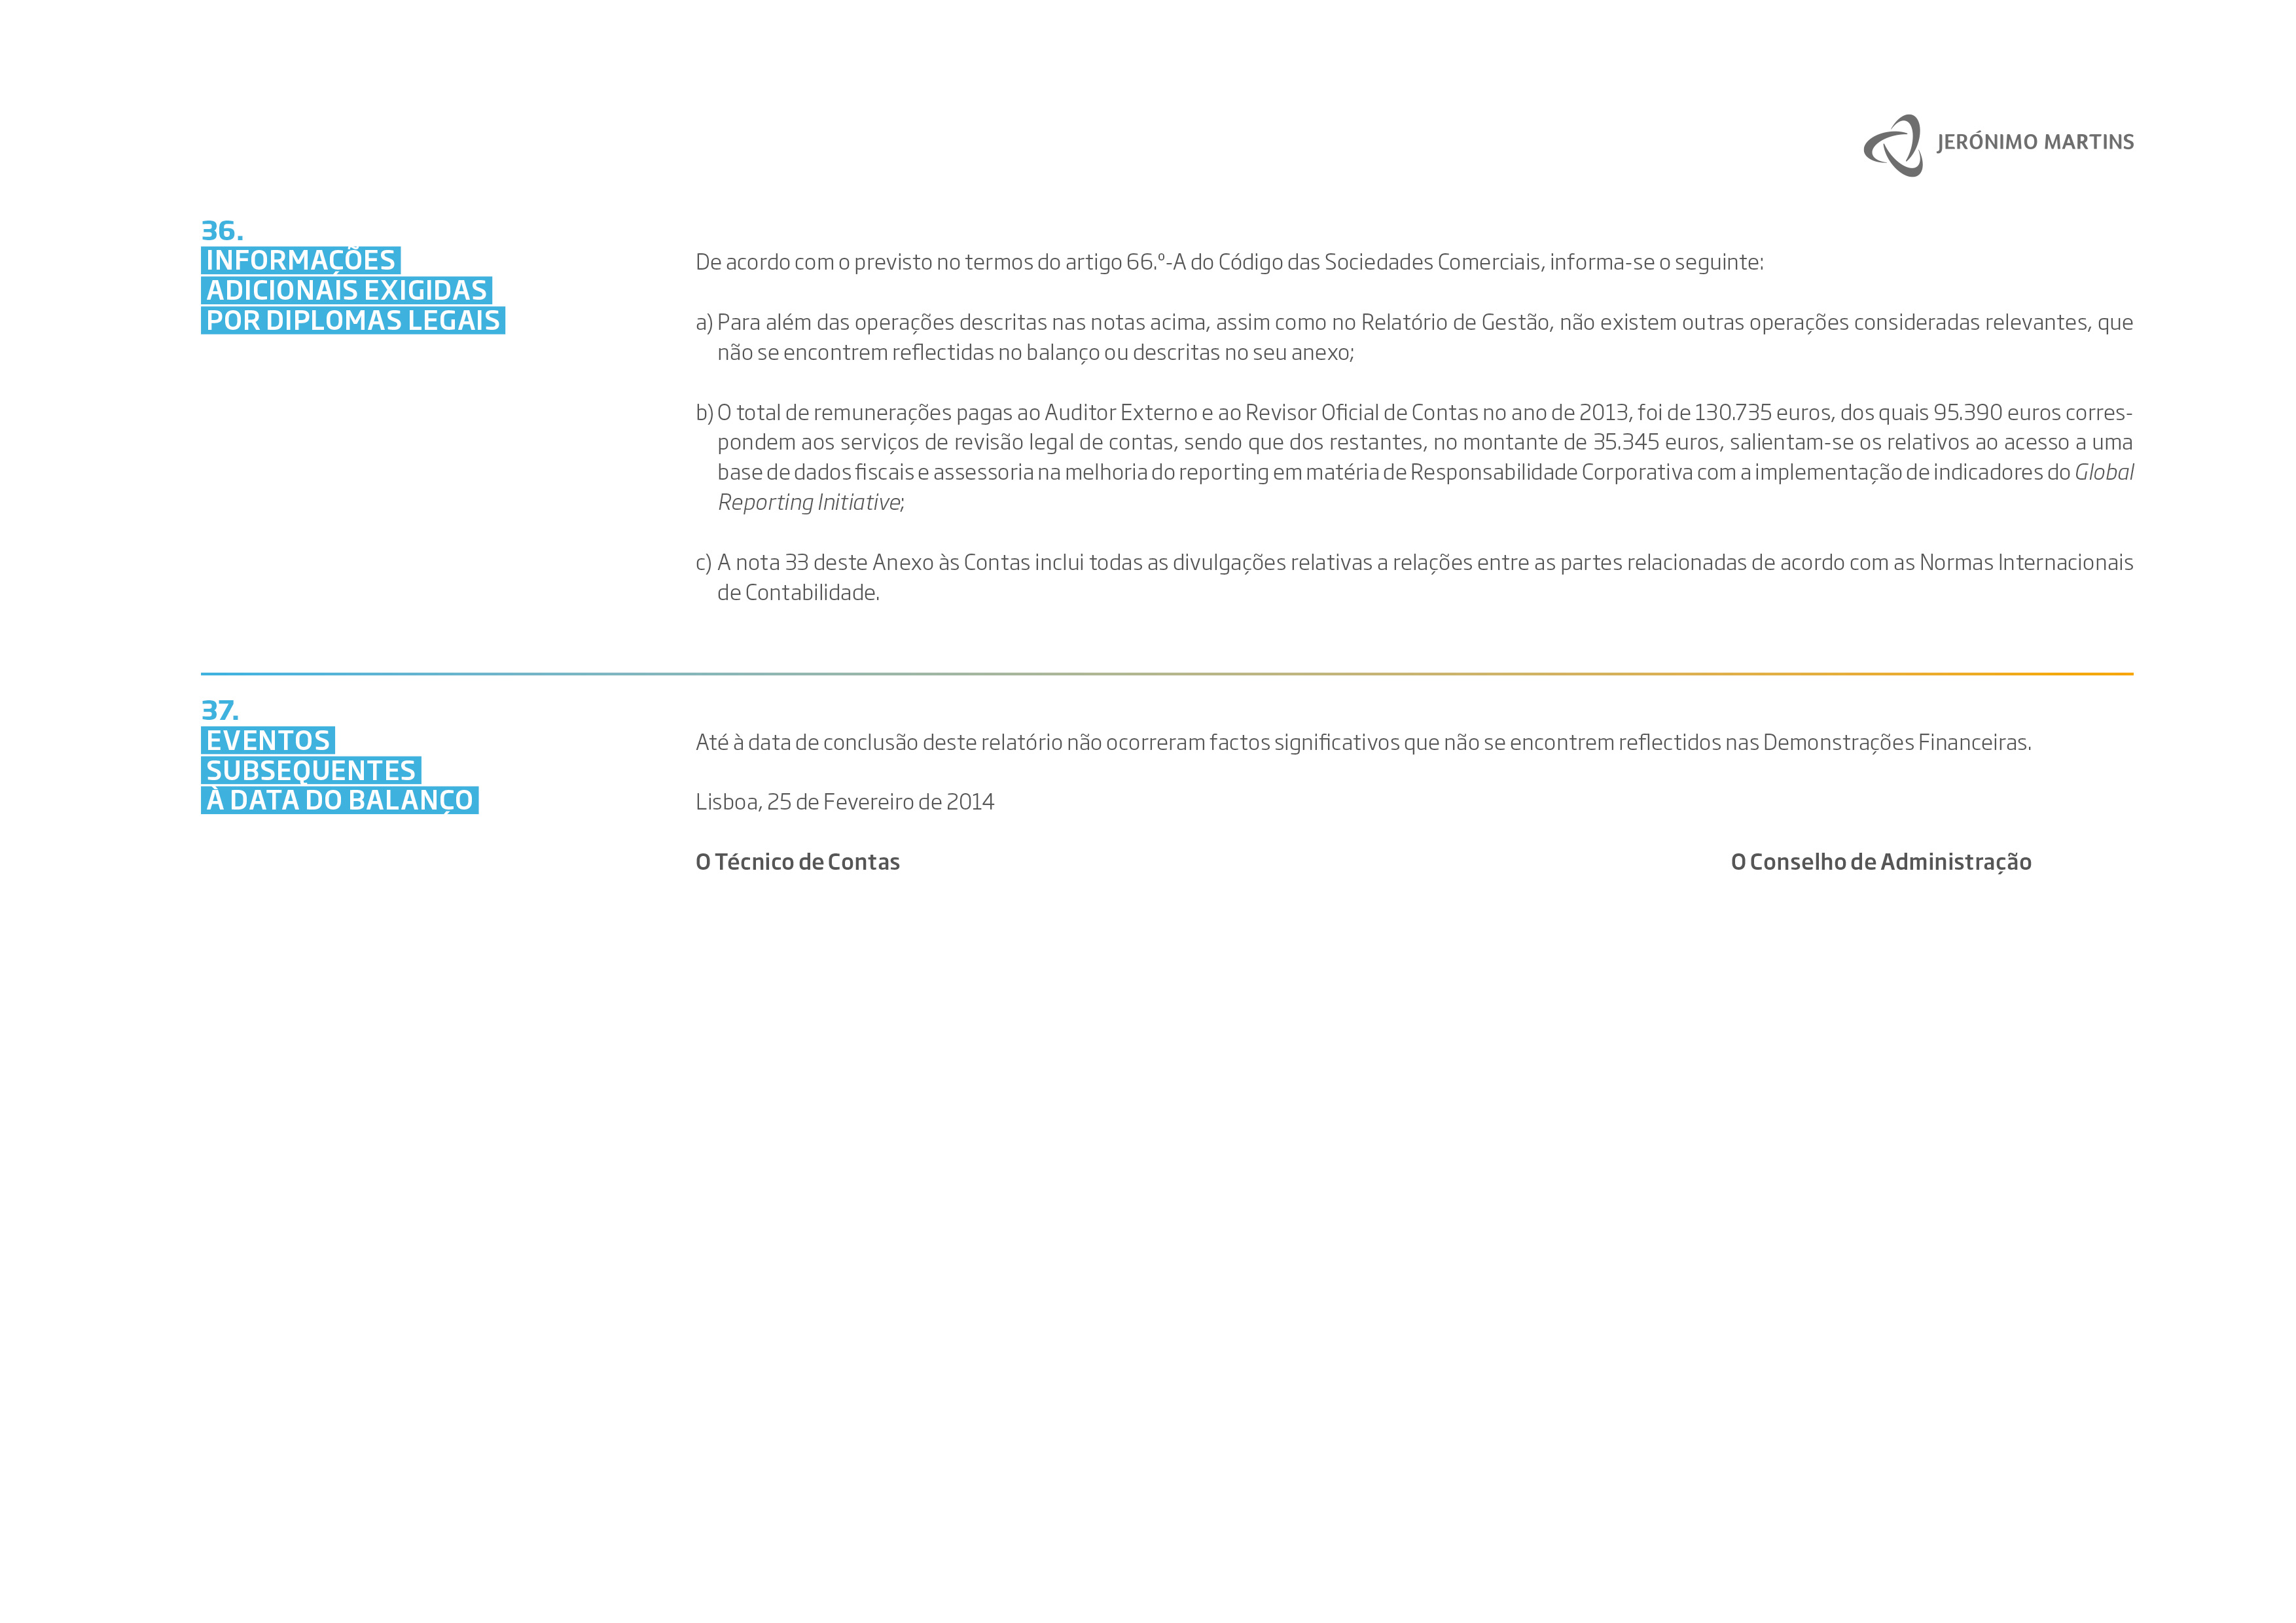 JERÓNIMO MARTINS
36.
INFORMAÇÕES
ADICIONAIS EXIGIDAS
POR DIPLOMAS LEGAIS
De acordo com o previsto no termos do artigo 66.º-A do Código das Sociedades Comerciais, informa-se o seguinte:
a) Para além das operações descritas nas notas acima, assim como no Relatório de Gestão, não existem outras operações consideradas relevantes, que
não se encontrem reflectidas no balanço ou descritas no seu anexo;
b) O total de remunerações pagas ao Auditor Externo e ao Revisor Oficial de Contas no ano de 2013, foi de 130.735 euros, dos quais 95.390 euros corres-
pondem aos serviços de revisão legal de contas, sendo que dos restantes, no montante de 35.345 euros, salientam-se os relativos ao acesso a uma
base de dados fiscais e assessoria na melhoria do reporting em matéria de Responsabilidade Corporativa com a implementação de indicadores do Global
Reporting Initiative;
c) A nota 33 deste Anexo às Contas inclui todas as divulgações relativas a relações entre as partes relacionadas de acordo com as Normas Internacionais
de Contabilidade.
37.
EVENTOS
SUBSEQUENTES
À DATA DO BALANÇO
Até à data de conclusão deste relatório não ocorreram factos significativos que não se encontrem reflectidos nas Demonstrações Financeiras.
Lisboa, 25 de Fevereiro de 2014
O Técnico de Contas O Conselho de Administração